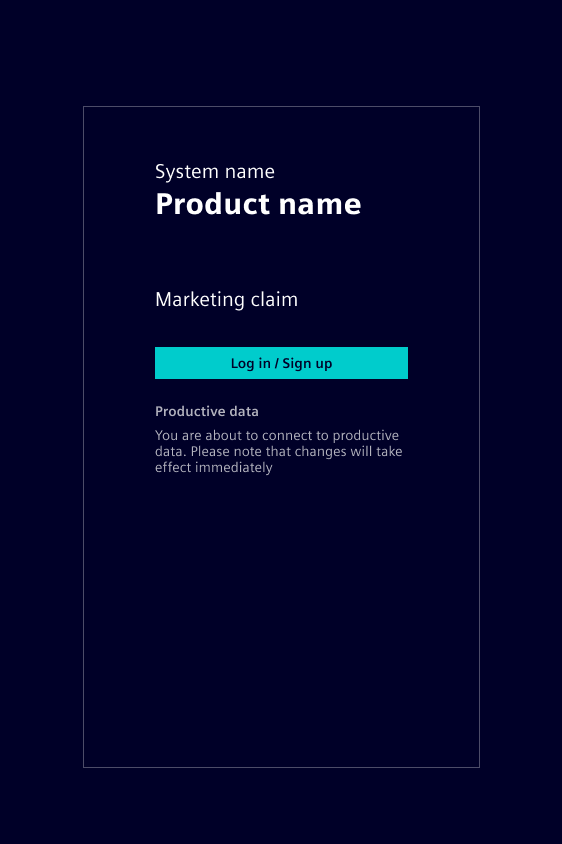 System name
Product name
Marketing claim
Log in / Sign up
Productive data
You are about to connect to productive
data. Please note that changes will take
effect immediately